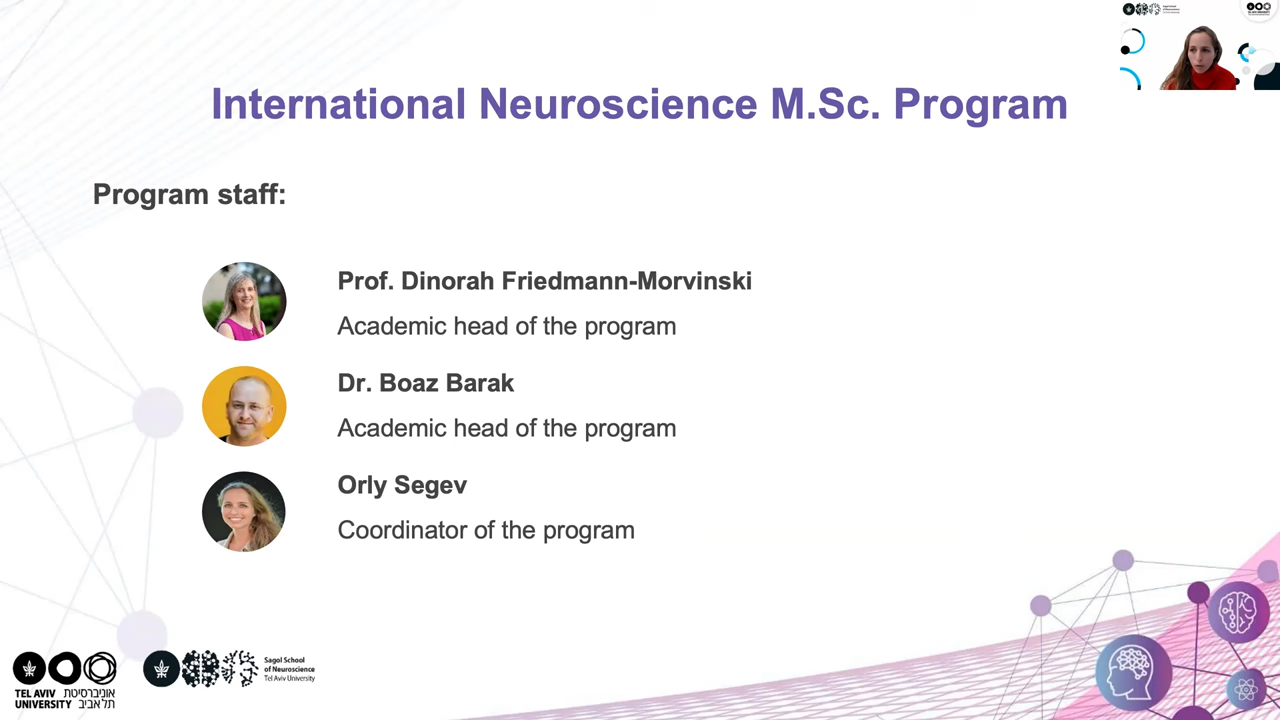 International Neuroscience M.Sc. Program
Program staff:
Prof. Dinorah Friedmann-Morvinski
Academic head of the program
Dr. Boaz Barak
Academic head of the program
Orly Segev
Coordinator of the program
TEL AVIV אוניברסיטת
UNIVERSITY תל אביב
Sagol School
of Neuroscience
Tel Aviv University